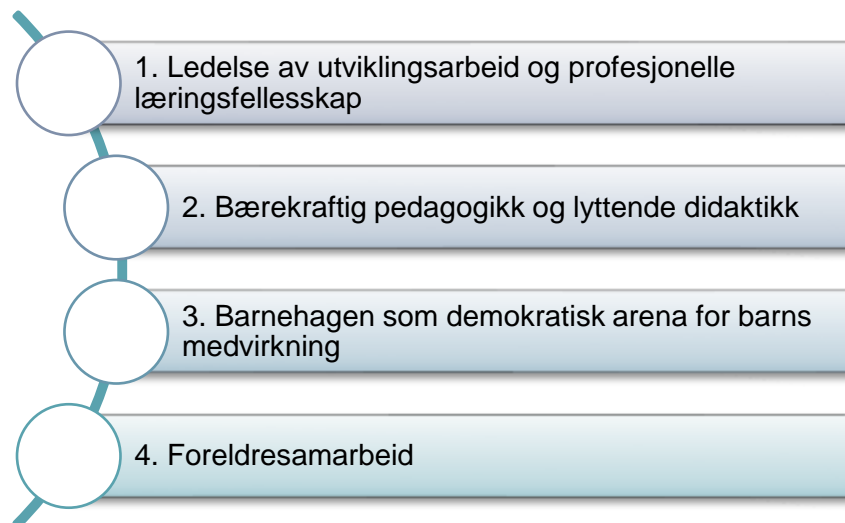 1. Ledelse av utviklingsarbeid og profesjonelle
læringsfellesskap
2. Bærekraftig pedagogikk og lyttende didaktikk
3. Barnehagen som demokratisk arena for barns
medvirkning
4. Foreldresamarbeid